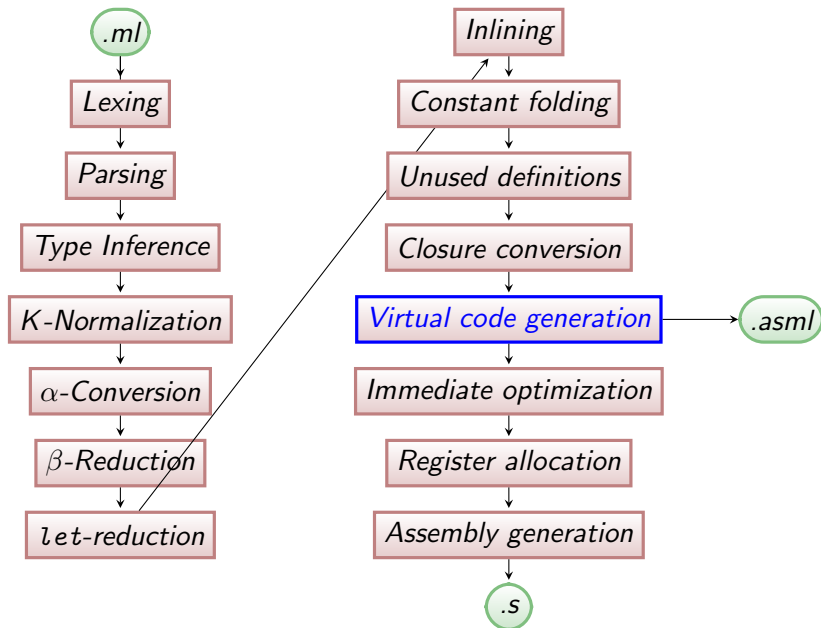 .ml
Lexing
Parsing
Type Inference
K-Normalization
α-Conversion
β-Reduction
let-reduction
Inlining
Constant folding
Unused definitions
Closure conversion
Virtual code generation
.asml
Immediate optimization
Register allocation
Assembly generation
.s